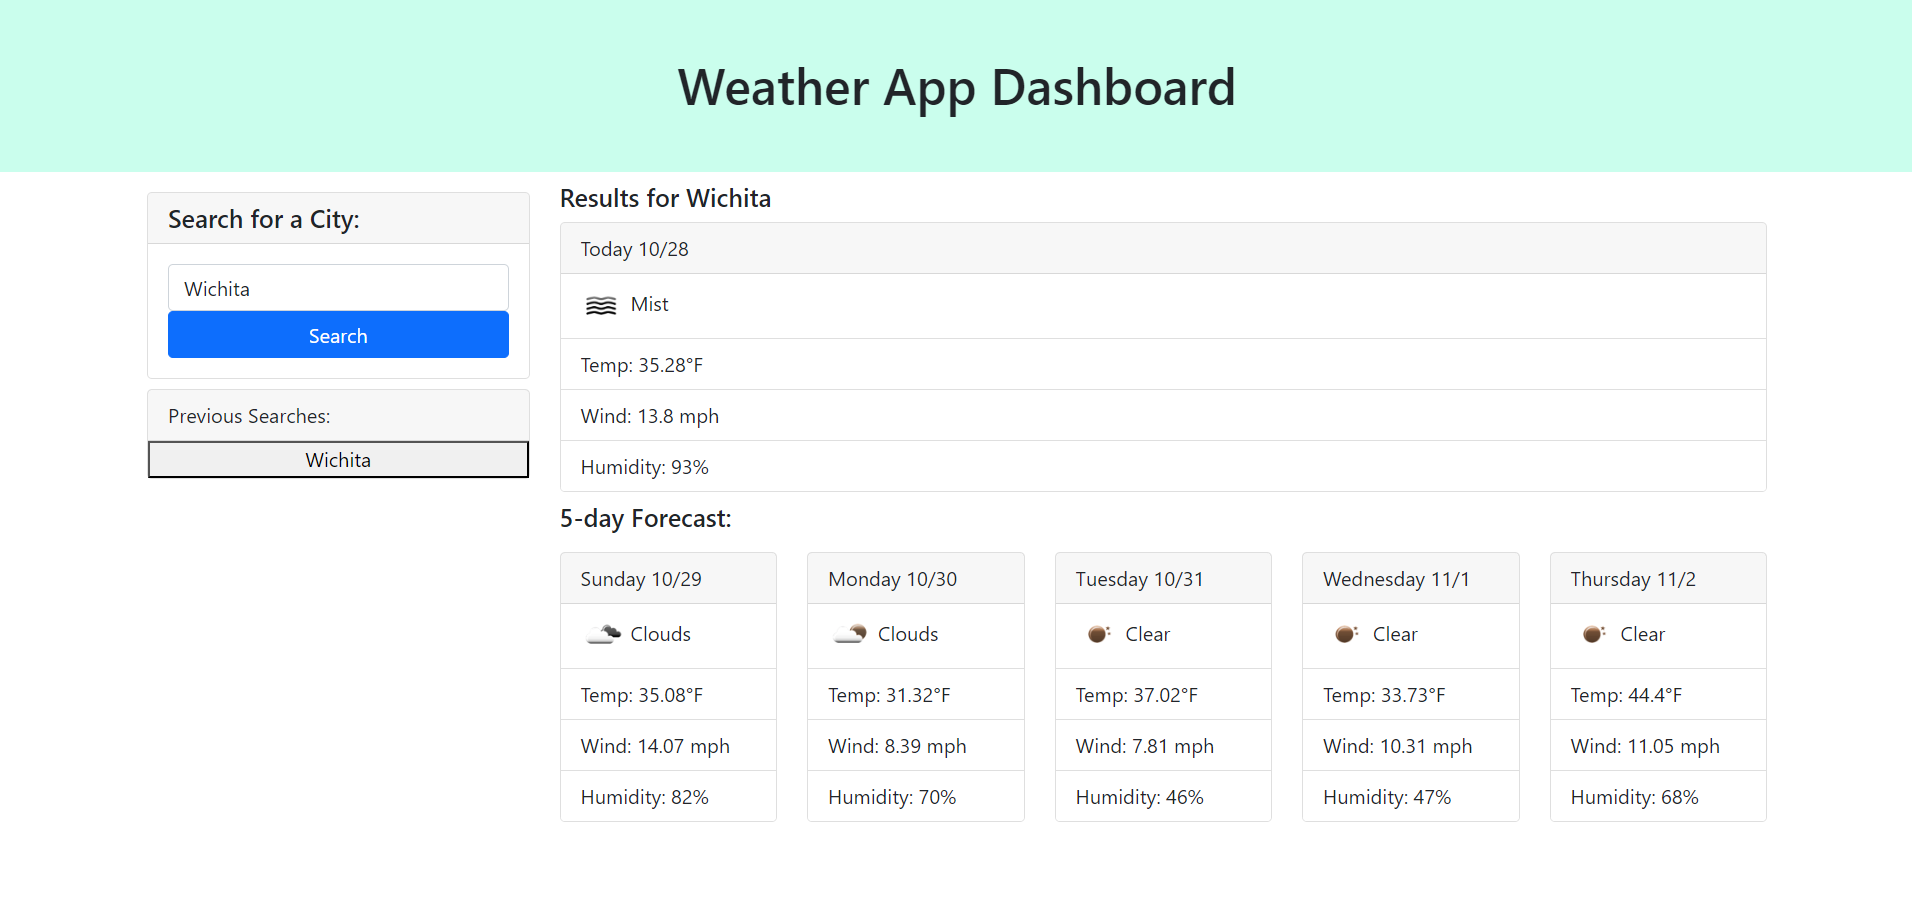 Weather App Dashboard
Search for a City:
Wichita
Search
Previous Searches:
Wichita
Results for Wichita
Today 10/28
Mist
Temp: 35.28°F
Wind: 13.8 mph
Humidity: 93%
5-day Forecast:
Sunday 10/29
Clouds
Temp: 35.08°F
Wind: 14.07 mph
Humidity: 82%
Monday 10/30
Clouds
Temp: 31.32°F
Wind: 8.39 mph
Humidity: 70%
Tuesday 10/31
Clear
Temp: 37.02°F
Wind: 7.81 mph
Humidity: 46%
Wednesday 11/1
Clear
Temp: 33.73°F
Wind: 10.31 mph
Humidity: 47%
Thursday 11/2
Clear
Temp: 44.4°F
Wind: 11.05 mph
Humidity: 68%